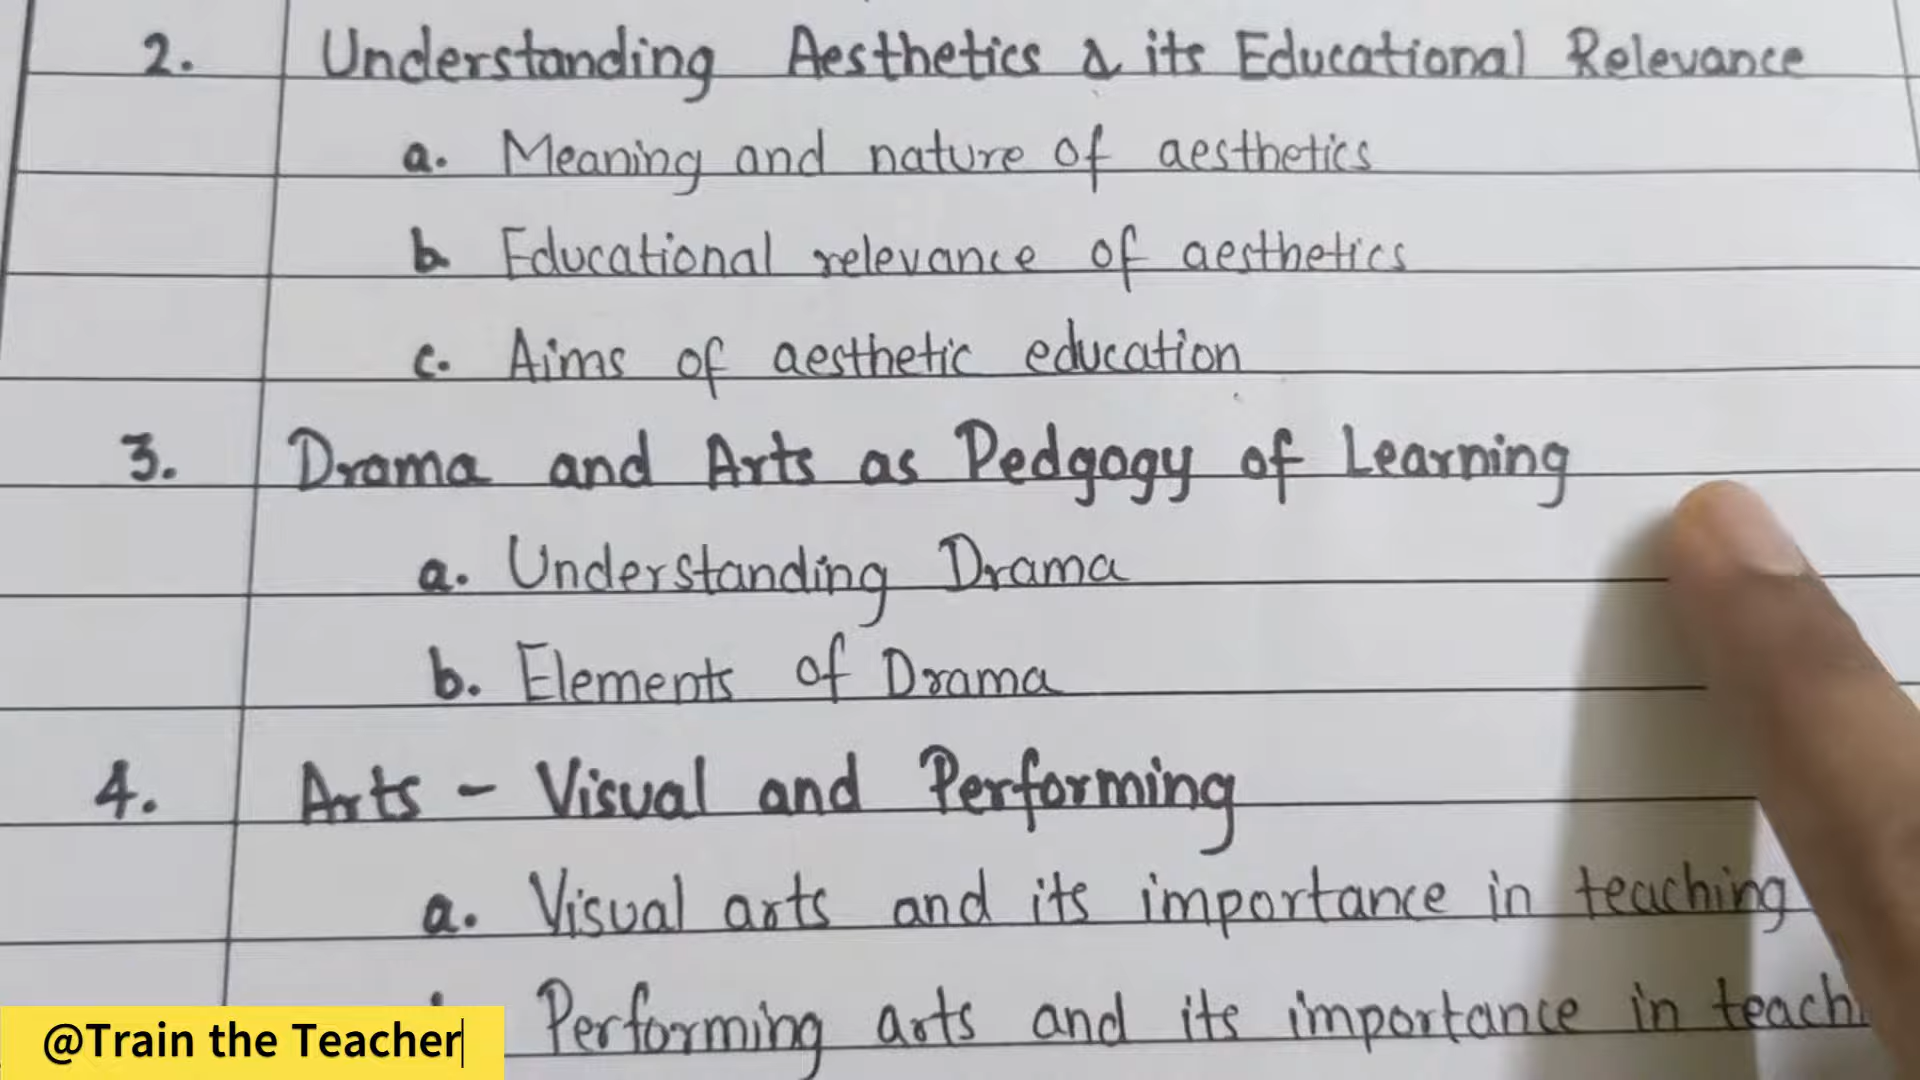 2. Understanding Aesthetics & its Educational Relevance
a. Meaning and nature of aesthetics
b. Educational relevance of aesthetics
c. Aims of aesthetic education
3. Drama and Arts as Pedgogy of Learning
a. Understanding Drama
b. Elements of Drama
4. Arts - Visual and Performing
a. Visual arts and its importance in teaching
Performing arts and its importance in teach
@Train the Teacher